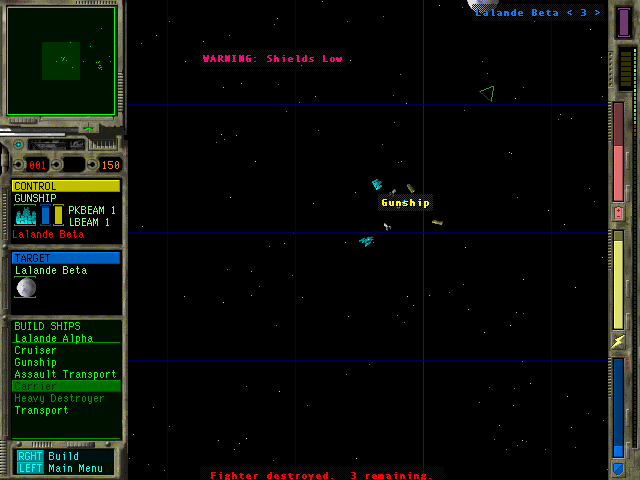 Lalande Beta < 3 >
WARNING: Shields Low
001
150
CONTROL
GUNSHIP
PKBEAM 1
LBEAM 1
Lalande Beta
Gunship
TARGET
Lalande Beta
BUILD SHIPS
Lalande Alpha
Cruiser
Gunship
Assault Transport
Carrier
Heavy Destroyer
Transport
RGHT Build
LEFT Main Menu
Fighter destroyed. 3 remaining.